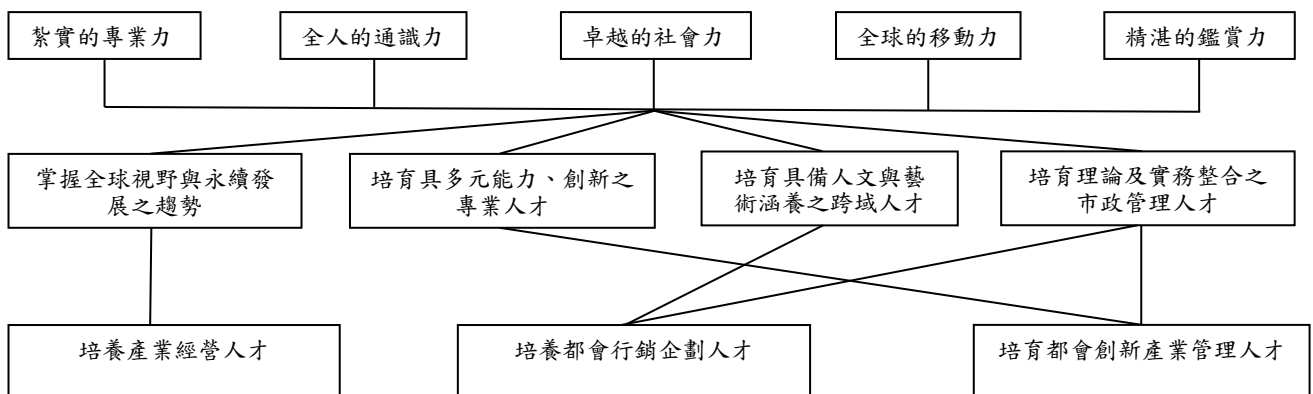 紮實的專業力
全人的通識力
卓越的社會力
全球的移動力
精湛的鑑賞力
掌握全球視野與永續發
展之趨勢
培育具多元能力、創新之
專業人才
培育具備人文與藝
術涵養之跨域人才
培育理論及實務整合之
市政管理人才
培養產業經營人才
培養都會行銷企劃人才
培育都會創新產業管理人才